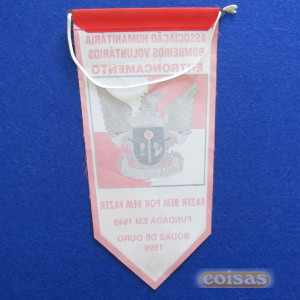 ASSOCIAÇÃO HUMANITÁRIA
BOMBEIROS VOLUNTÁRIOS
ENTRONCAMENTO
FAZER BEM POR BEM FAZER
FUNDADA EM 1949
BODAS DE OURO
1999
coisas